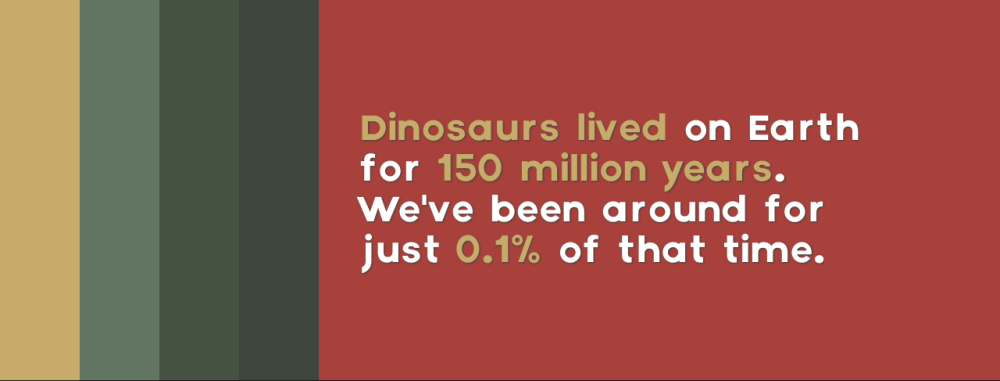 Dinosaurs lived on Earth
for 150 million years.
We've been around for
just 0.1% of that time.